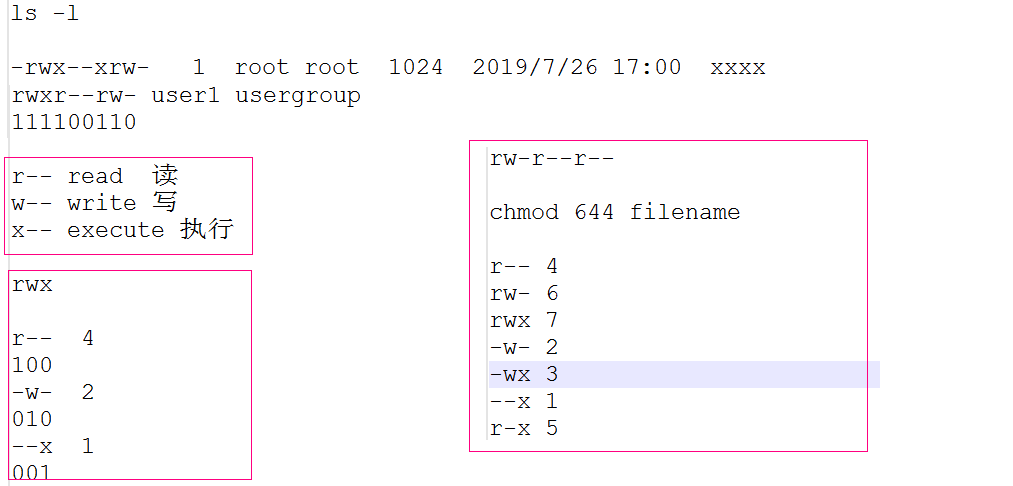 ls -l
-rwx--xrw-   1  root root  1024  2019/7/26 17:00  xxxx
rwxr--rw- user1 usergroup
111100110
r-- read  读
w-- write 写
x-- execute 执行
rwx
r--  4
100
-w-  2
010
--x  1
001
rw-r--r--
chmod 644 filename
r-- 4
rw- 6
rwx 7
-w- 2
-wx 3
--x 1
r-x 5